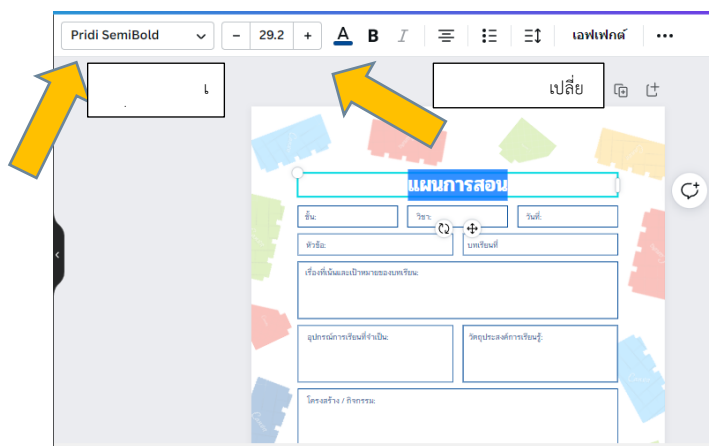 Pridi SemiBold
– 29.2 +
A B I
เอฟเฟกต์
เ
เปลี่ย
แผนการสอน
ชั้น: วิชา: วันที่:
หัวข้อ: บทเรียนที่
เรื่องที่เน้นและเป้าหมายของบทเรียน:
อุปกรณ์การเรียนที่จำเป็น: วัตถุประสงค์การเรียนรู้:
โครงสร้าง / กิจกรรม: